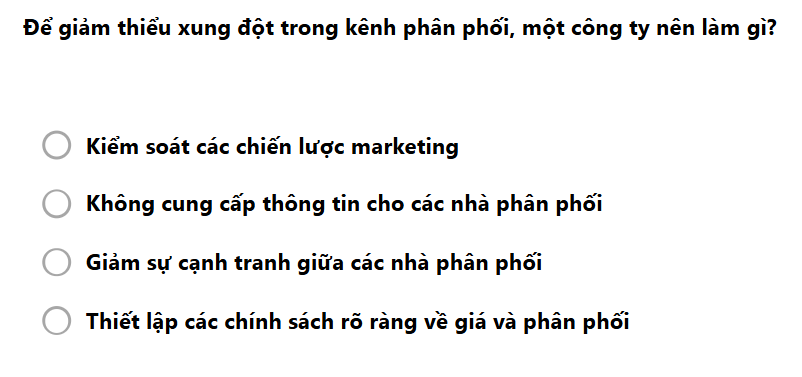 Để giảm thiểu xung đột trong kênh phân phối, một công ty nên làm gì?
Kiểm soát các chiến lược marketing
Không cung cấp thông tin cho các nhà phân phối
Giảm sự cạnh tranh giữa các nhà phân phối
Thiết lập các chính sách rõ ràng về giá và phân phối